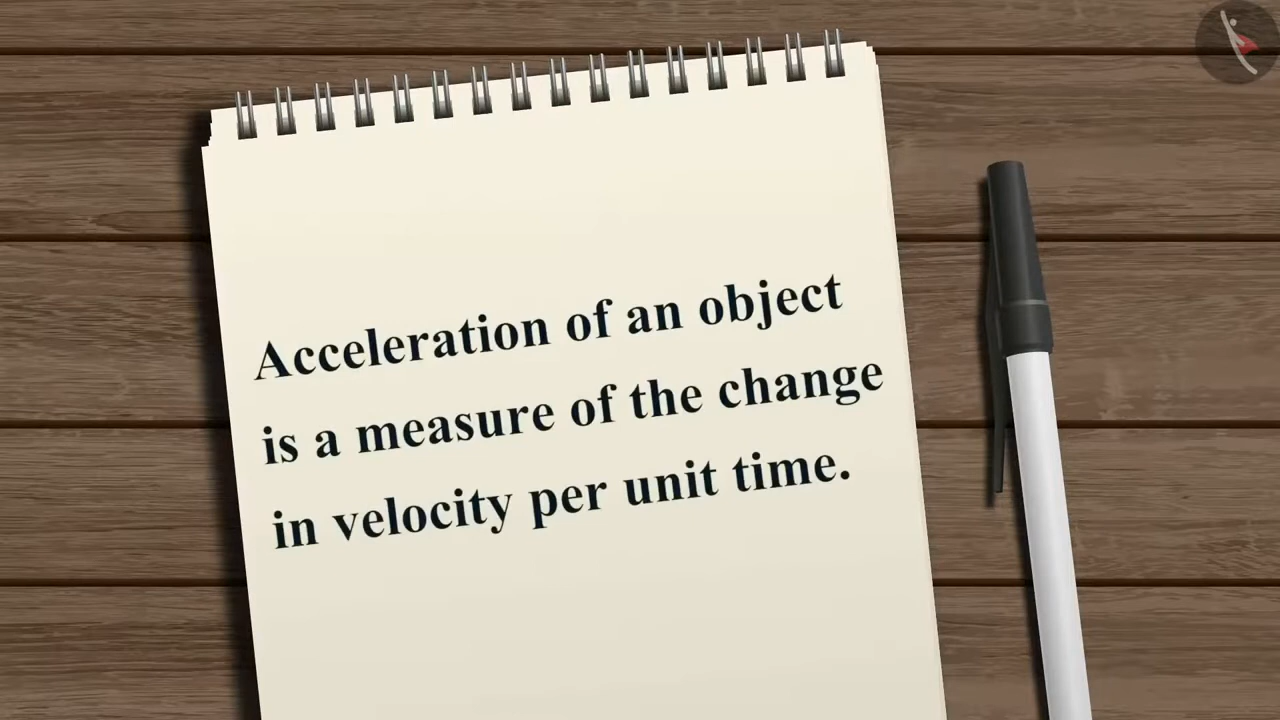 Acceleration of an object
is a measure of the change
in velocity per unit time.